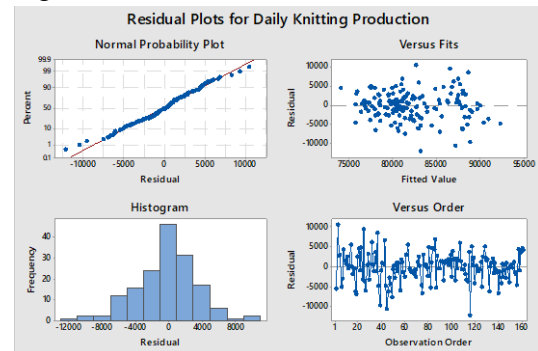 Residual Plots for Daily Knitting Production
Normal Probability Plot
99.9
99
90
50
10
1
0.1
Percent
-10000 -5000 0 5000 10000
Residual
Versus Fits
10000
5000
0
-5000
-10000
Residual
75000 80000 85000 90000 95000
Fitted Value
Histogram
40
30
20
10
0
Frequency
-12000 -8000 -4000 0 4000 8000
Residual
Versus Order
10000
5000
0
-5000
-10000
Residual
1 20 40 60 80 100 120 140 160
Observation Order